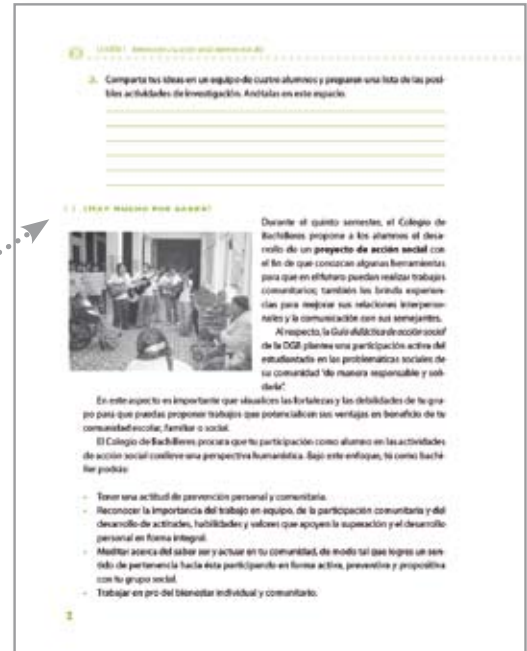 2. Comparte tus ideas en un equipo de cuatro alumnos y preparen una lista de las posi-
bles actividades de investigación. Anótalas en este espacio.
1.1 ¡HAY MUCHO POR SABER!
Durante el quinto semestre, el Colegio de
Bachilleres propone a los alumnos el desa-
rrollo de un proyecto de acción social con
el fin de que conozcan algunas herramientas
para que en el futuro puedan realizar trabajos
comunitarios; también les brinda experien-
cias para mejorar sus relaciones interperso-
nales y la comunicación con sus semejantes.
Al respecto, la Guía didáctica de acción social
de la DGB plantea una participación activa del
estudiantado en las problemáticas sociales de
su comunidad "de manera responsable y soli-
daria".
En este aspecto es importante que visualices las fortalezas y las debilidades de tu gru-
po para que puedas proponer trabajos que potencialicen sus ventajas en beneficio de tu
comunidad escolar, familiar o social.
El Colegio de Bachilleres procura que tu participación como alumno en las actividades
de acción social conlleve una perspectiva humanística. Bajo este enfoque, tú como bachi-
ller podrás:
- Tener una actitud de prevención personal y comunitaria.
- Reconocer la importancia del trabajo en equipo, de la participación comunitaria y del
desarrollo de actitudes, habilidades y valores que apoyen la superación y el desarrollo
personal en forma integral.
- Meditar acerca del saber ser y actuar en tu comunidad, de modo tal que logres un sen-
tido de pertenencia hacia ésta participando en forma activa, preventiva y propositiva
con tu grupo social.
- Trabajar en pro del bienestar individual y comunitario.
2